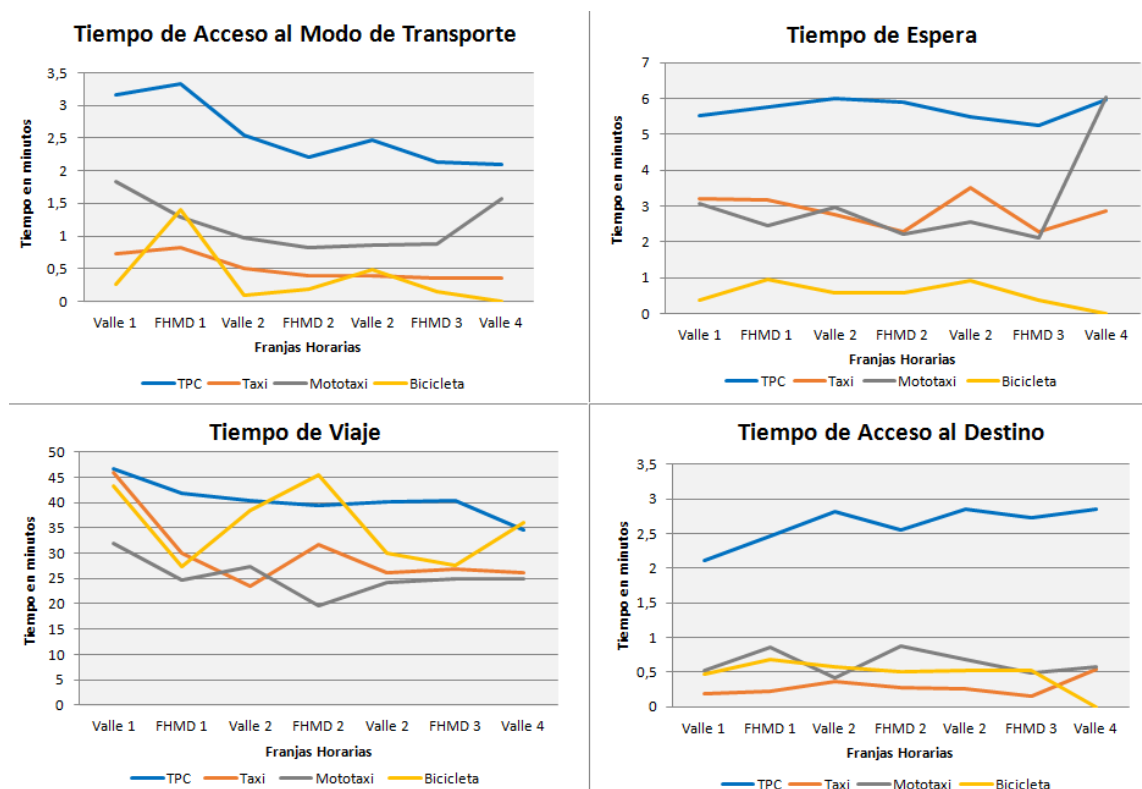 Tiempo de Acceso al Modo de Transporte
Tiempo en minutos
3,5
3
2,5
2
1,5
1
0,5
0
Valle 1 FHMD 1 Valle 2 FHMD 2 Valle 2 FHMD 3 Valle 4
Franjas Horarias
TPC Taxi Mototaxi Bicicleta
Tiempo de Espera
Tiempo en minutos
7
6
5
4
3
2
1
0
Valle 1 FHMD 1 Valle 2 FHMD 2 Valle 2 FHMD 3 Valle 4
Franjas Horarias
TPC Taxi Mototaxi Bicicleta
Tiempo de Viaje
Tiempo en minutos
50
45
40
35
30
25
20
15
10
5
0
Valle 1 FHMD 1 Valle 2 FHMD 2 Valle 2 FHMD 3 Valle 4
Franjas Horarias
TPC Taxi Mototaxi Bicicleta
Tiempo de Acceso al Destino
Tiempo en minutos
3,5
3
2,5
2
1,5
1
0,5
0
Valle 1 FHMD 1 Valle 2 FHMD 2 Valle 2 FHMD 3 Valle 4
Franjas Horarias
TPC Taxi Mototaxi Bicicleta